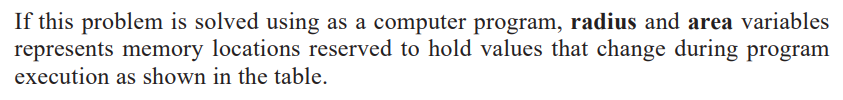 If this problem is solved using as a computer program, radius and area variables
represents memory locations reserved to hold values that change during program
execution as shown in the table.